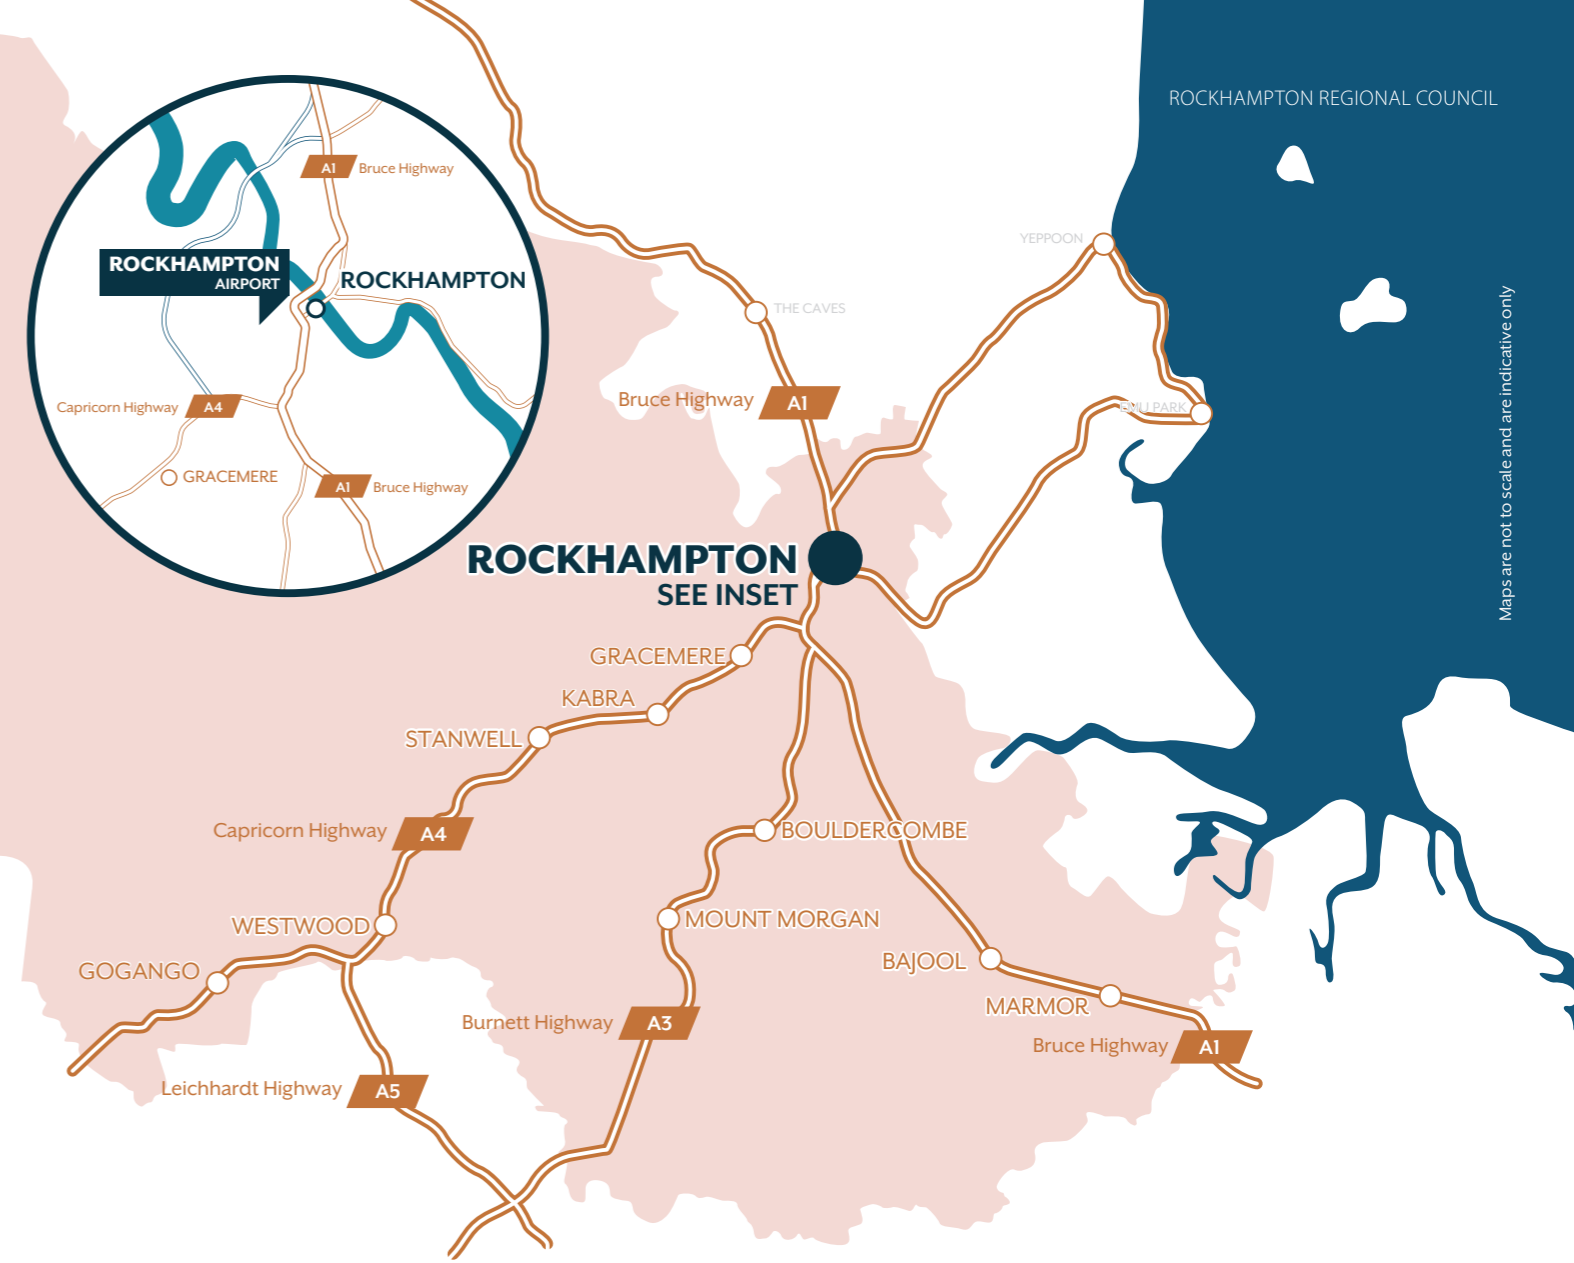 ROCKHAMPTON REGIONAL COUNCIL
A1
Bruce Highway
ROCKHAMPTON
AIRPORT
ROCKHAMPTON
Capricorn Highway
A4
GRACEMERE
A1
Bruce Highway
YEPPOON
THE CAVES
Bruce Highway
A1
EMU PARK
Maps are not to scale and are indicative only
ROCKHAMPTON
SEE INSET
GRACEMERE
KABRA
STANWELL
Capricorn Highway
A4
BOULDERCOMBE
WESTWOOD
MOUNT MORGAN
GOGANGO
BAJOOL
MARMOR
Burnett Highway
A3
Bruce Highway
A1
Leichhardt Highway
A5